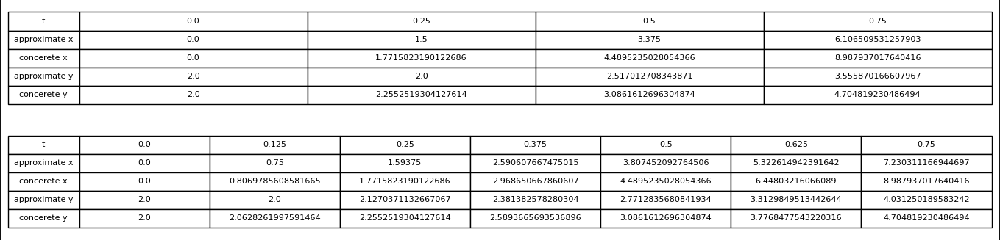 t 0.0 0.25 0.5 0.75
approximate x 0.0 1.5 3.375 6.106509531257903
concerete x 0.0 1.7715823190122686 4.4895235028054366 8.987937017640416
approximate y 2.0 2.0 2.517012708343871 3.555870166607967
concerete y 2.0 2.2552519304127614 3.0861612696304874 4.704819230486494
t 0.0 0.125 0.25 0.375 0.5 0.625 0.75
approximate x 0.0 0.75 1.59375 2.590607667475015 3.807452092764506 5.322614942391642 7.230311166944697
concerete x 0.0 0.8069785608581665 1.7715823190122686 2.968650667860607 4.4895235028054366 6.44803216066089 8.987937017640416
approximate y 2.0 2.0 2.1270371132667067 2.381382578280304 2.7712835680841934 3.3129849513442644 4.031250189583242
concerete y 2.0 2.0628261997591464 2.2552519304127614 2.5893665693536896 3.0861612696304874 3.7768477543220316 4.704819230486494